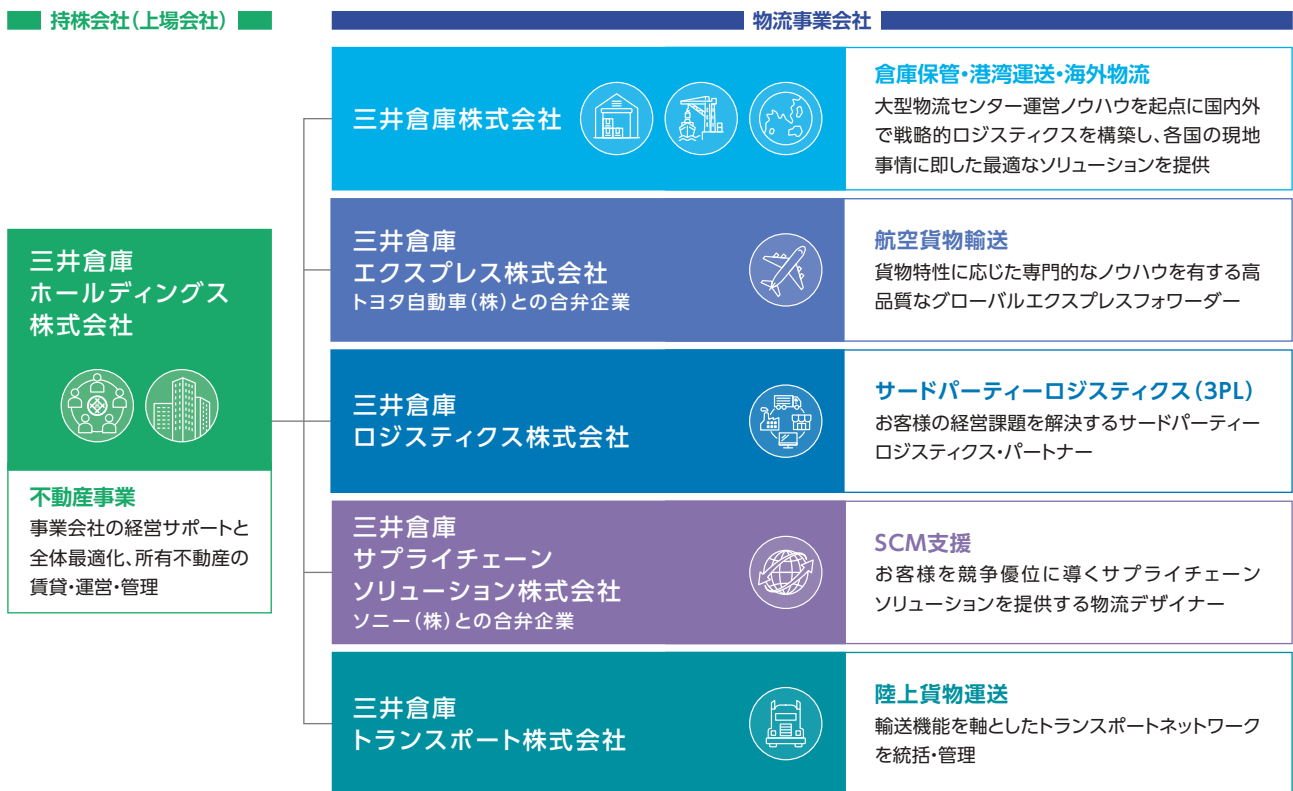 持株会社(上場会社)
物流事業会社
三井倉庫
ホールディングス
株式会社
不動産事業
事業会社の経営サポートと
全体最適化、所有不動産の
賃貸・運営・管理
三井倉庫株式会社
倉庫保管・港湾運送・海外物流
大型物流センター運営ノウハウを起点に国内外
で戦略的ロジスティクスを構築し、各国の現地
事情に即した最適なソリューションを提供
三井倉庫
エクスプレス株式会社
トヨタ自動車(株)との合弁企業
航空貨物輸送
貨物特性に応じた専門的なノウハウを有する高
品質なグローバルエクスプレスフォワーダー
三井倉庫
ロジスティクス株式会社
サードパーティーロジスティクス(3PL)
お客様の経営課題を解決するサードパーティー
ロジスティクス・パートナー
三井倉庫
サプライチェーン
ソリューション株式会社
ソニー(株)との合弁企業
SCM支援
お客様を競争優位に導くサプライチェーン
ソリューションを提供する物流デザイナー
三井倉庫
トランスポート株式会社
陸上貨物運送
輸送機能を軸としたトランスポートネットワーク
を統括・管理